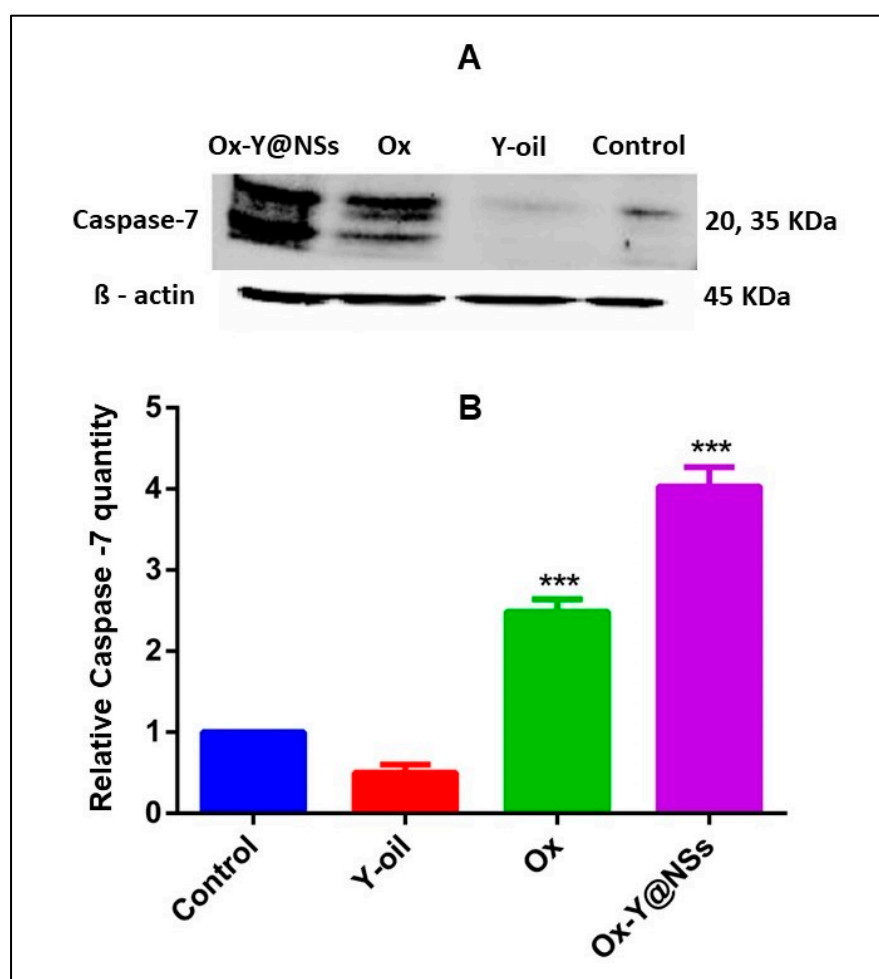 A
Ox-Y@NSs Ox Y-oil Control
Caspase-7 20, 35 KDa
ß - actin 45 KDa
B
Relative Caspase -7 quantity
5
4
3
2
1
0
***
***
Control
Y-oil
Ox
Ox-Y@NSs